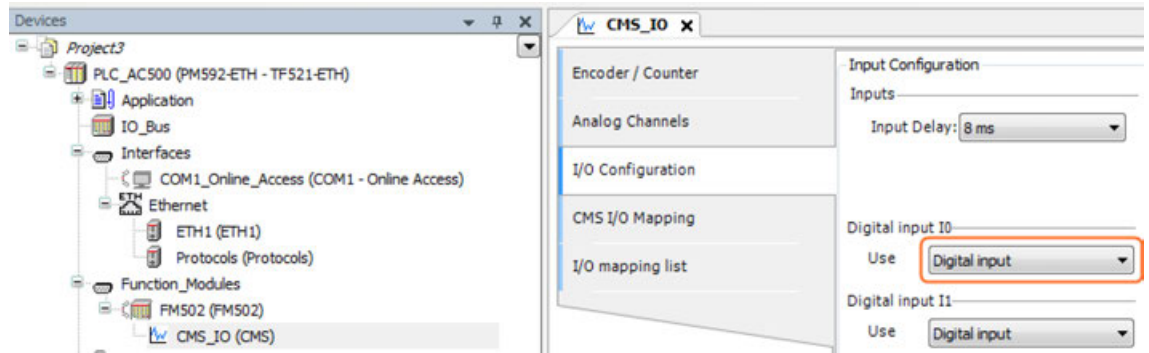 Devices
Project3
PLC_AC500 (PM592-ETH - TF521-ETH)
Application
IO_Bus
Interfaces
COM1_Online_Access (COM1 - Online Access)
ETH
Ethernet
ETH1 (ETH1)
Protocols (Protocols)
Function_Modules
FM502 (FM502)
CMS_IO (CMS)
CMS_IO X
Encoder / Counter
Analog Channels
I/O Configuration
CMS I/O Mapping
I/O mapping list
Input Configuration
Inputs
Input Delay: 8 ms
Digital input I0
Use Digital input
Digital input I1
Use Digital input